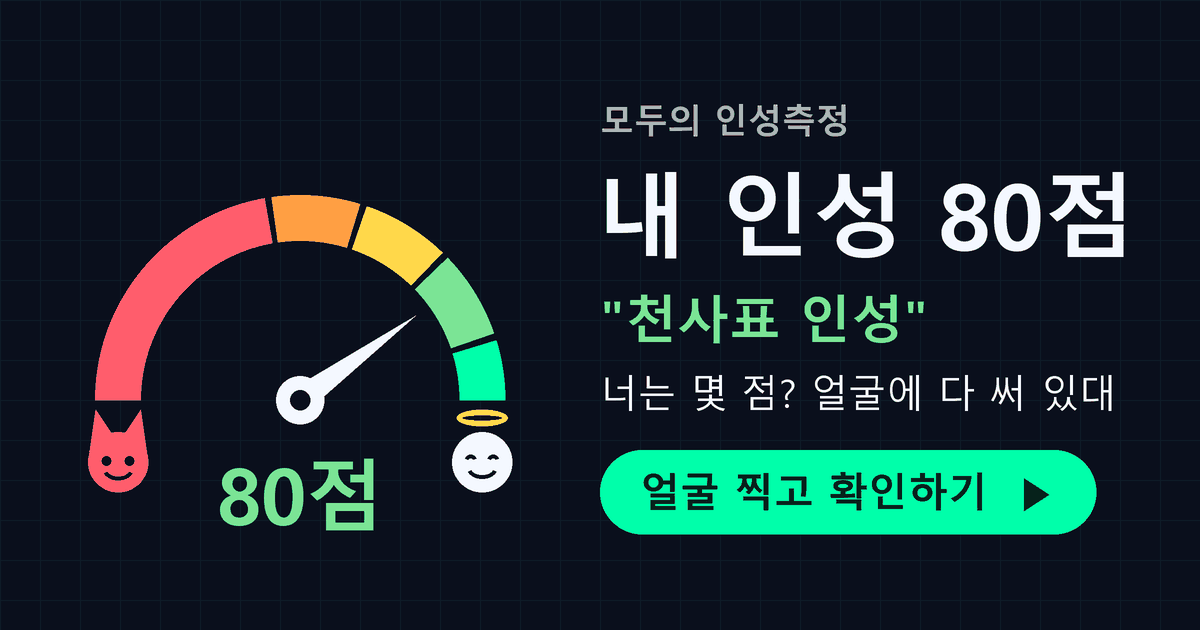 모두의 인성측정
내 인성 80점
"천사표 인성"
너는 몇 점? 얼굴에 다 써 있대
얼굴 찍고 확인하기
80점